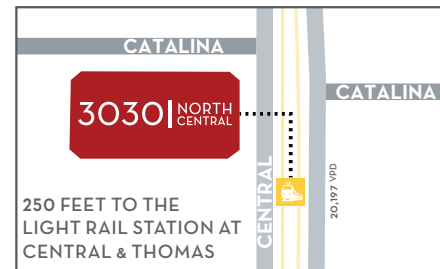 CATALINA
CATALINA
3030 NORTH
CENTRAL
CENTRAL
20,197 VPD
250 FEET TO THE
LIGHT RAIL STATION AT
CENTRAL & THOMAS